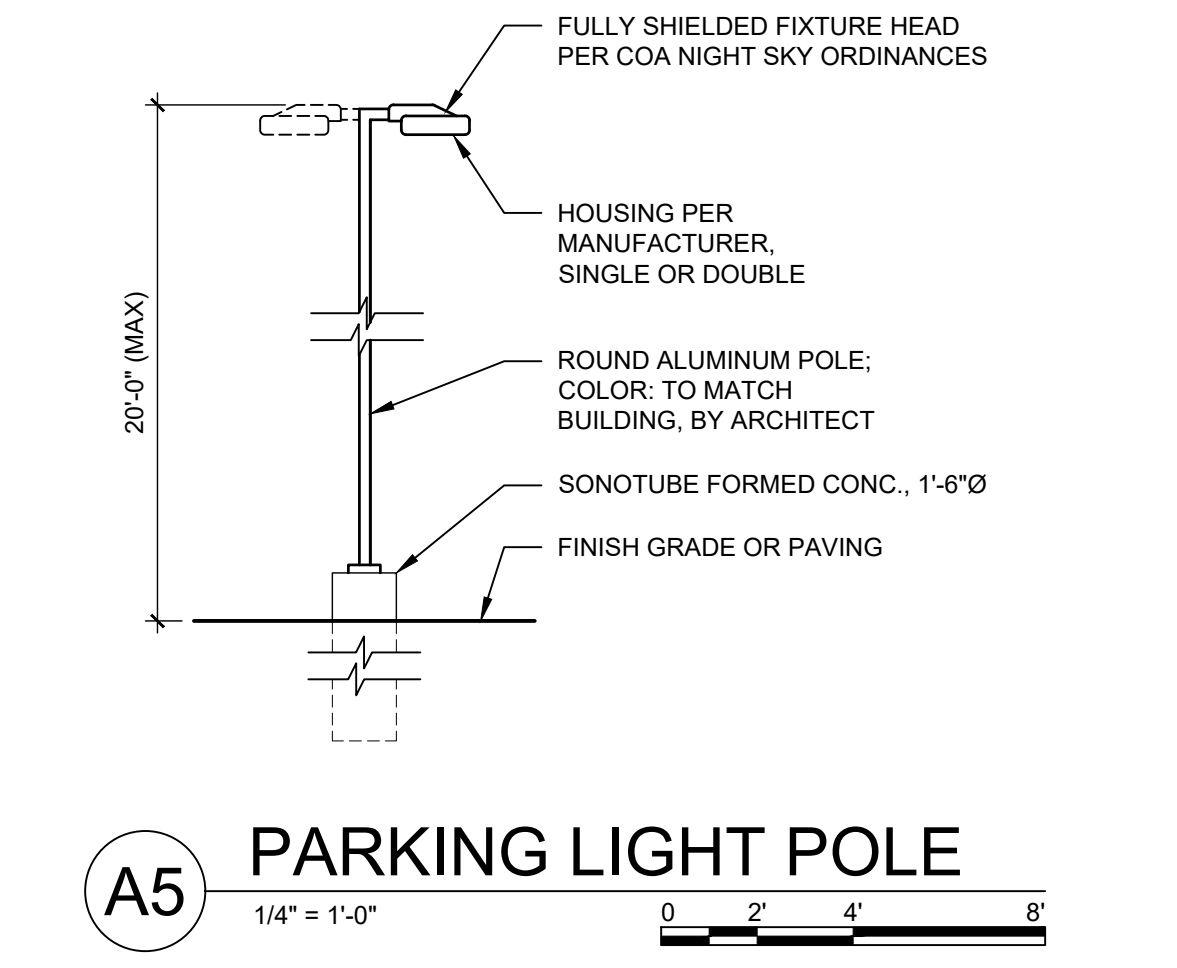 FULLY SHIELDED FIXTURE HEAD
PER COA NIGHT SKY ORDINANCES
HOUSING PER
MANUFACTURER,
SINGLE OR DOUBLE
20'-0" (MAX)
ROUND ALUMINUM POLE;
COLOR: TO MATCH
BUILDING, BY ARCHITECT
SONOTUBE FORMED CONC., 1'-6"Ø
FINISH GRADE OR PAVING
A5
PARKING LIGHT POLE
1/4" = 1'-0"
0 2' 4' 8'